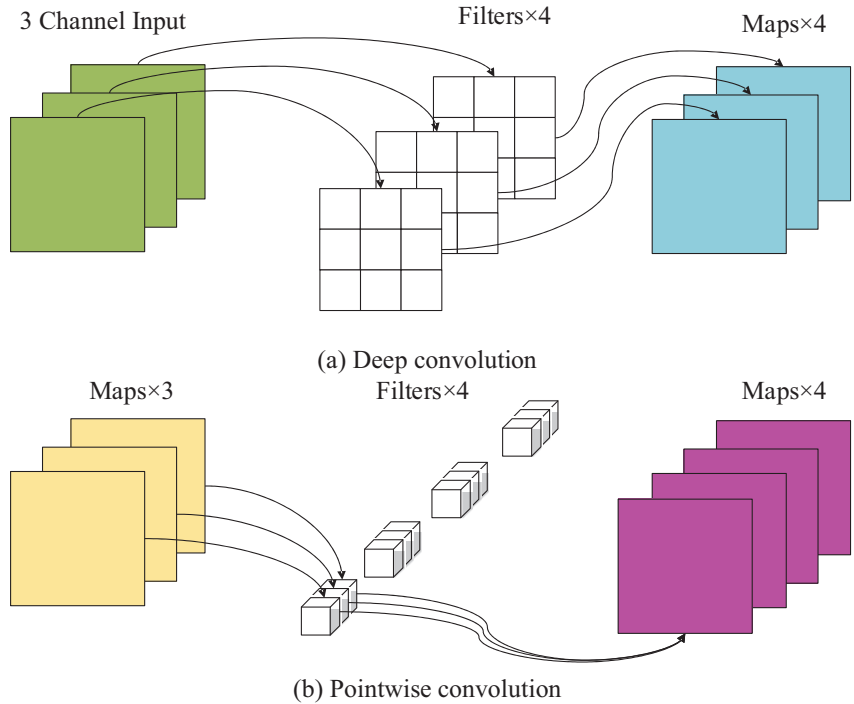 3 Channel Input
Filters×4
Maps×4
(a) Deep convolution
Maps×3
Filters×4
Maps×4
(b) Pointwise convolution